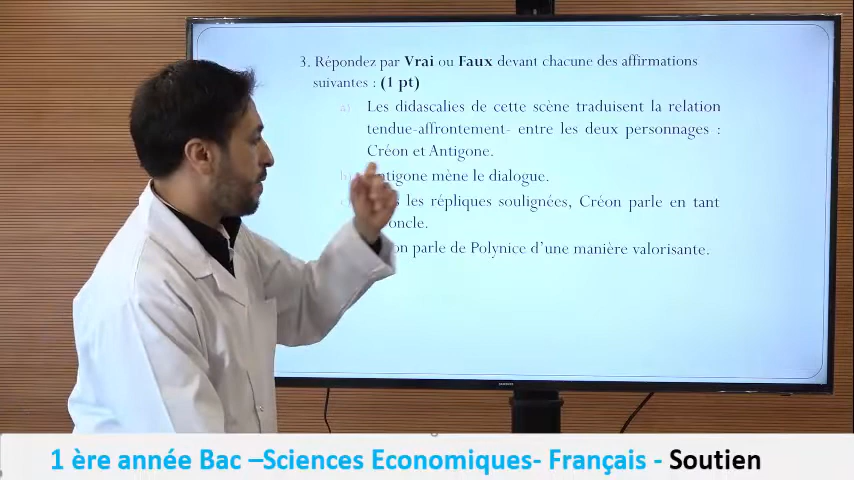 3. Répondez par Vrai ou Faux devant chacune des affirmations
suivantes : (1 pt)
a) Les didascalies de cette scène traduisent la relation
tendue-affrontement- entre les deux personnages :
Créon et Antigone.
mène le dialogue.
les répliques soulignées, Créon parle en tant
oncle.
parle de Polynice d'une manière valorisante.
1 ère année Bac –Sciences Economiques- Français - Soutien